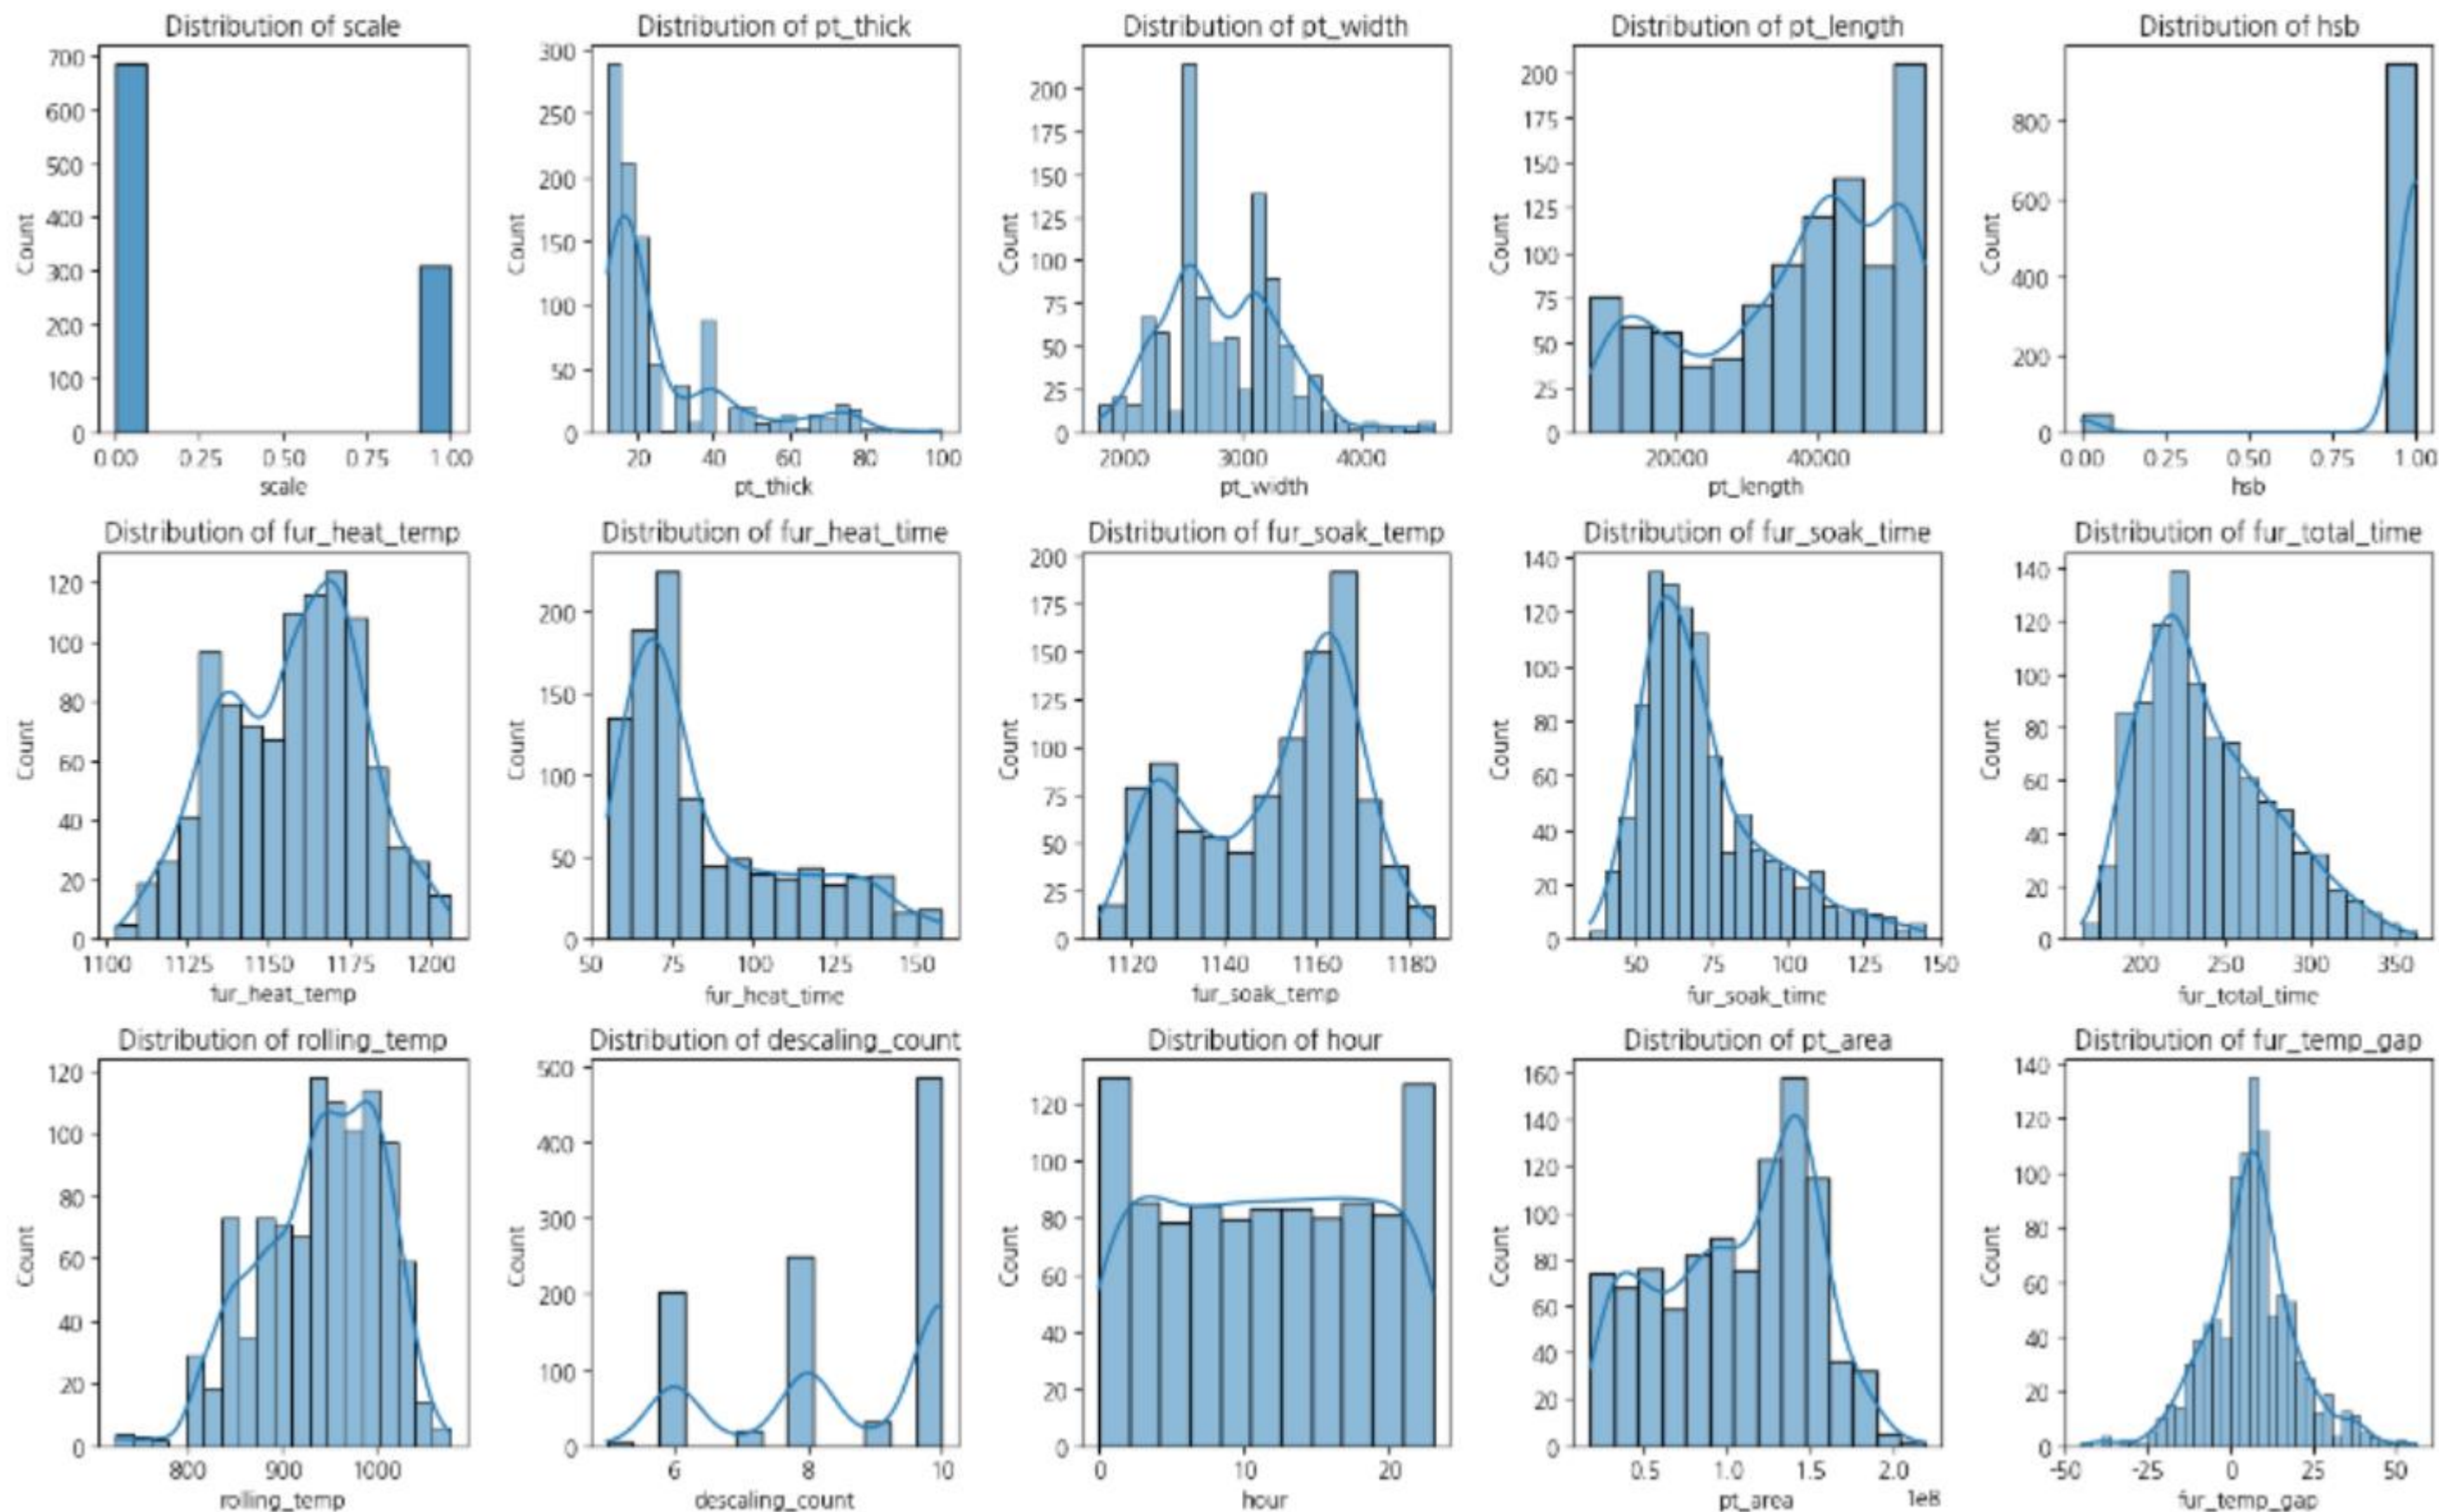 Distribution of scale
Distribution of pt_thick
Distribution of pt_width
Distribution of pt_length
Distribution of hsb
700
600
500
400
300
200
100
0
Count
0.00 0.25 0.50 0.75 1.00
scale
300
250
200
150
100
50
0
Count
20 40 60 80 100
pt_thick
200
175
150
125
100
75
50
25
0
Count
2000 3000 4000
pt_width
200
175
150
125
100
75
50
25
0
Count
20000 40000
pt_length
800
600
400
200
0
Count
0.00 0.25 0.50 0.75 1.00
hsb
Distribution of fur_heat_temp
Distribution of fur_heat_time
Distribution of fur_soak_temp
Distribution of fur_soak_time
Distribution of fur_total_time
120
100
80
60
40
20
0
Count
1100 1125 1150 1175 1200
fur_heat_temp
200
150
100
50
0
Count
50 75 100 125 150
fur_heat_time
200
175
150
125
100
75
50
25
0
Count
1120 1140 1160 1180
fur_soak_temp
140
120
100
80
60
40
20
0
Count
50 75 100 125 150
fur_soak_time
140
120
100
80
60
40
20
0
Count
200 250 300 350
fur_total_time
Distribution of rolling_temp
Distribution of descaling_count
Distribution of hour
Distribution of pt_area
Distribution of fur_temp_gap
120
100
80
60
40
20
0
Count
800 900 1000
rolling_temp
500
400
300
200
100
0
Count
6 8 10
descaling_count
120
100
80
60
40
20
0
Count
0 10 20
hour
160
140
120
100
80
60
40
20
0
Count
0.5 1.0 1.5 2.0
1e8
pt_area
140
120
100
80
60
40
20
0
Count
-50 -25 0 25 50
fur_temp_gap